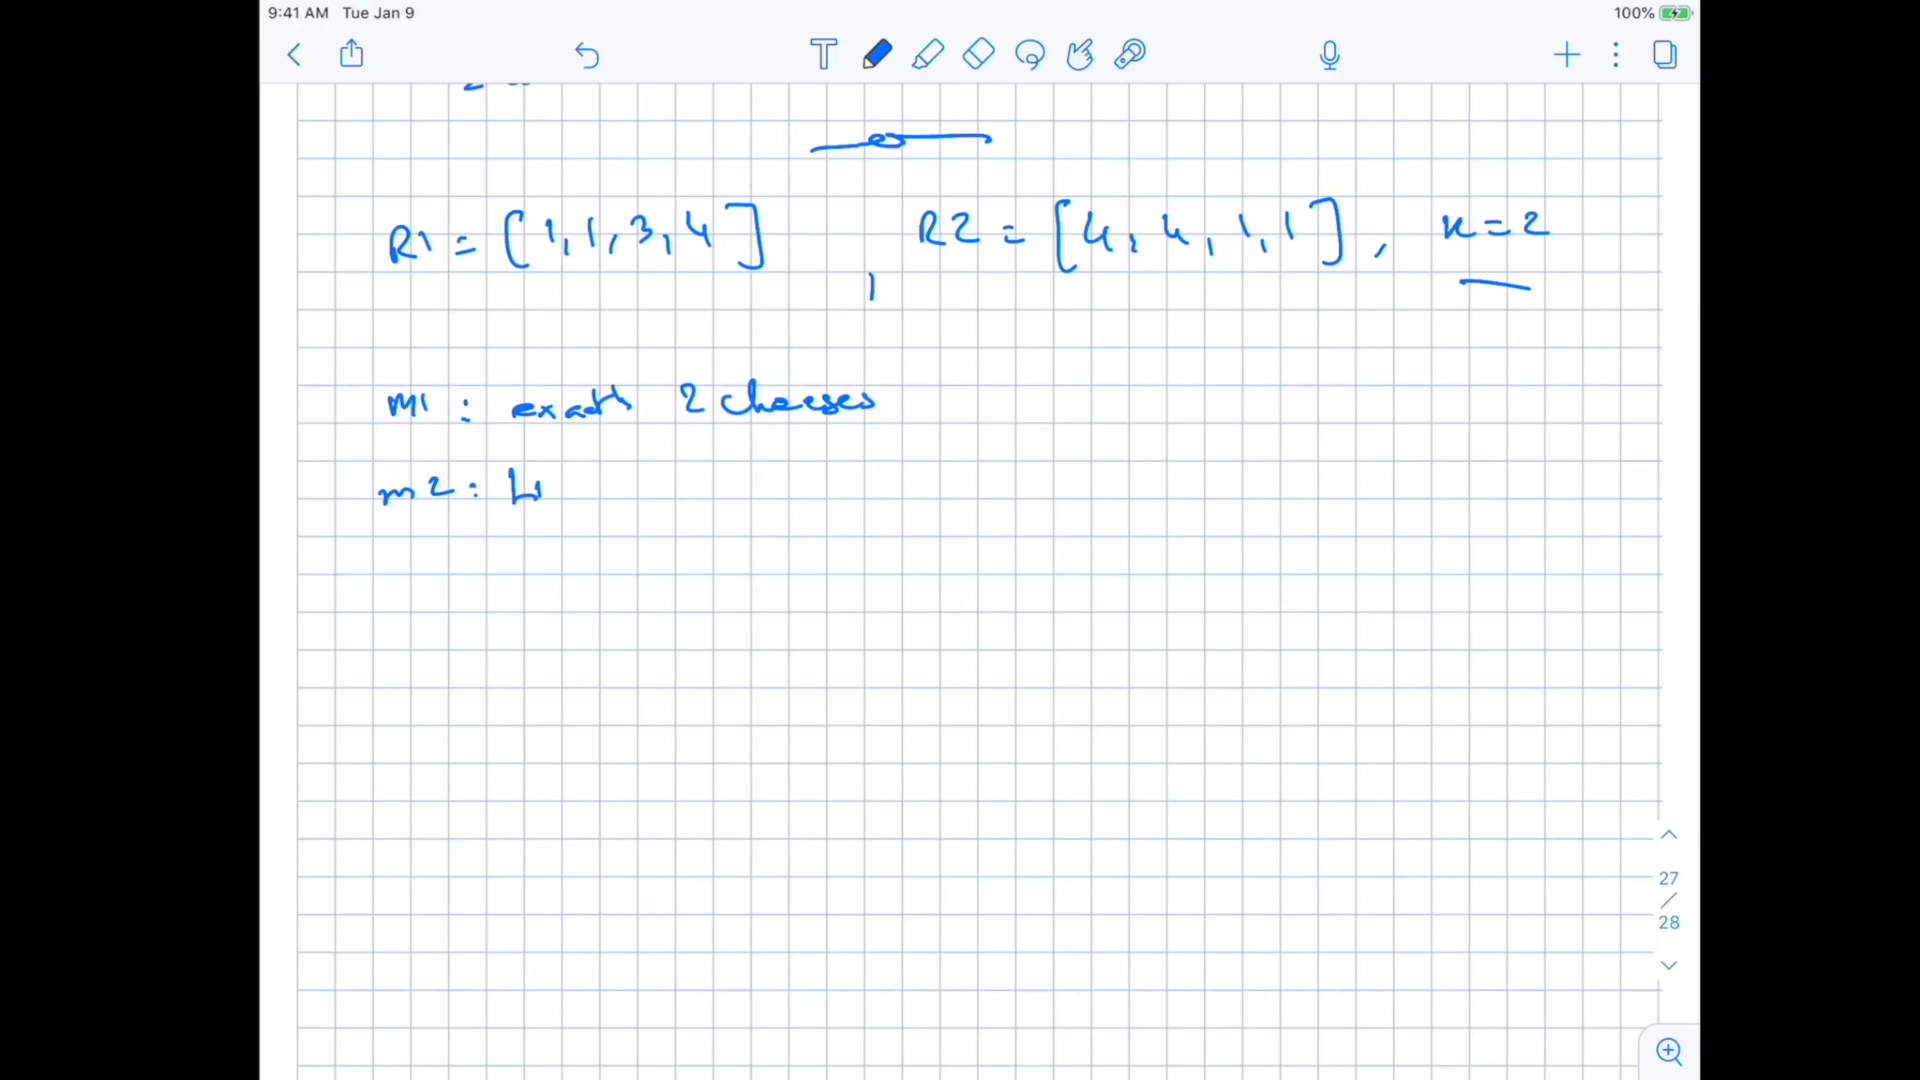 9:41 AM Tue Jan 9
100%
R1 = [1,1,3,4] , R2 = [4,4,1,1], k=2
M1 : exactly 2 cheeses
m2 :
27
/
28